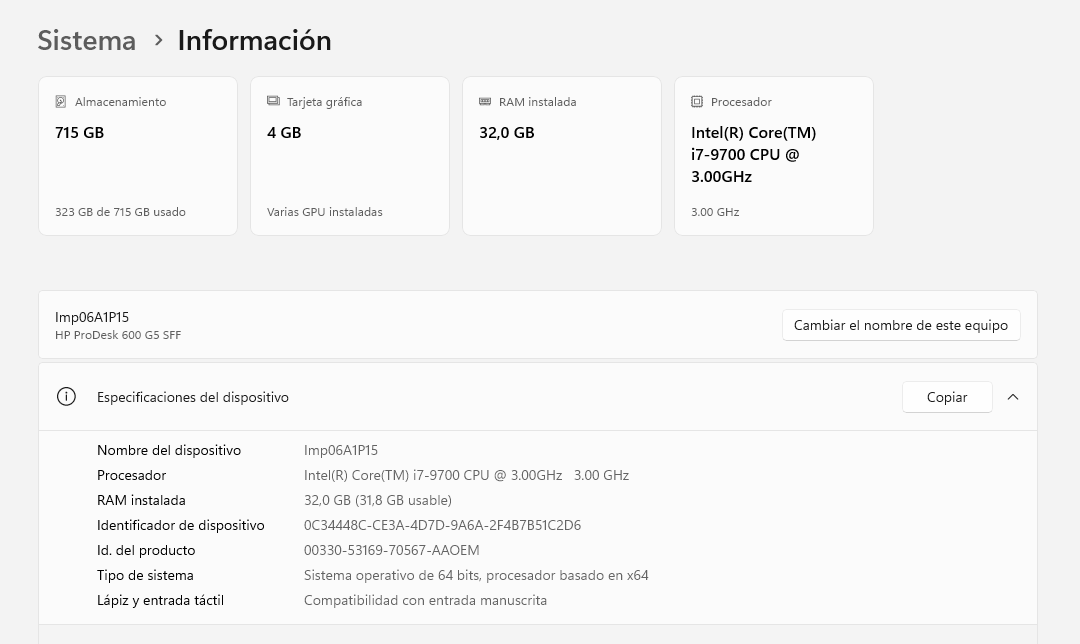 Sistema > Información
Almacenamiento
715 GB
323 GB de 715 GB usado
Tarjeta gráfica
4 GB
Varias GPU instaladas
RAM instalada
32,0 GB
Procesador
Intel(R) Core(TM)
i7-9700 CPU @
3.00GHz
3.00 GHz
Imp06A1P15
HP ProDesk 600 G5 SFF
Cambiar el nombre de este equipo
Especificaciones del dispositivo
Copiar
Nombre del dispositivo Imp06A1P15
Procesador Intel(R) Core(TM) i7-9700 CPU @ 3.00GHz 3.00 GHz
RAM instalada 32,0 GB (31,8 GB usable)
Identificador de dispositivo 0C34448C-CE3A-4D7D-9A6A-2F4B7B51C2D6
Id. del producto 00330-53169-70567-AAOEM
Tipo de sistema Sistema operativo de 64 bits, procesador basado en x64
Lápiz y entrada táctil Compatibilidad con entrada manuscrita